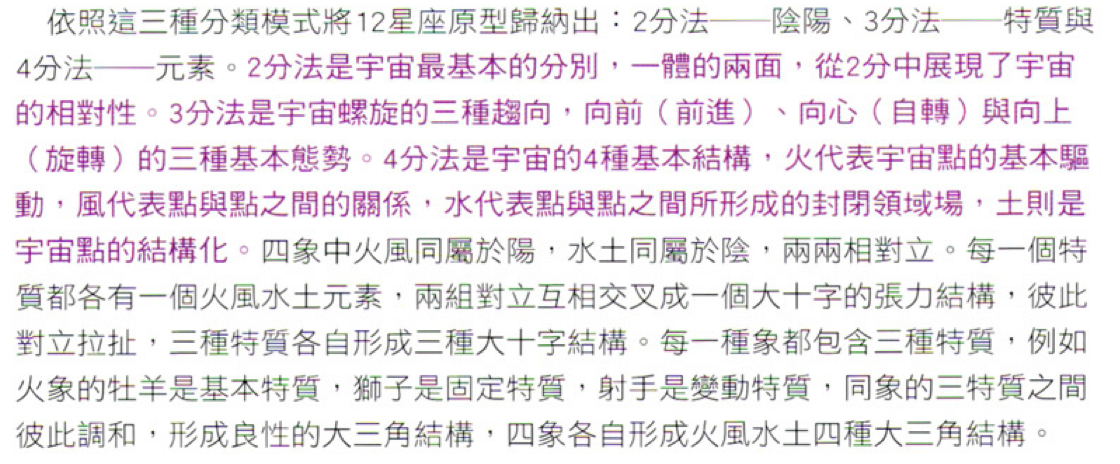 依照這三種分類模式將12星座原型歸納出：2分法——陰陽、3分法——特質與
4分法——元素。2分法是宇宙最基本的分別，一體的兩面，從2分中展現了宇宙
的相對性。3分法是宇宙螺旋的三種趨向，向前（前進）、向心（自轉）與向上
（旋轉）的三種基本態勢。4分法是宇宙的4種基本結構，火代表宇宙點的基本驅
動，風代表點與點之間的關係，水代表點與點之間所形成的封閉領域場，土則是
宇宙點的結構化。四象中火風同屬於陽，水土同屬於陰，兩兩相對立。每一個特
質都各有一個火風水土元素，兩組對立互相交叉成一個大十字的張力結構，彼此
對立拉扯，三種特質各自形成三種大十字結構。每一種象都包含三種特質，例如
火象的牡羊是基本特質，獅子是固定特質，射手是變動特質，同象的三特質之間
彼此調和，形成良性的大三角結構，四象各自形成火風水土四種大三角結構。